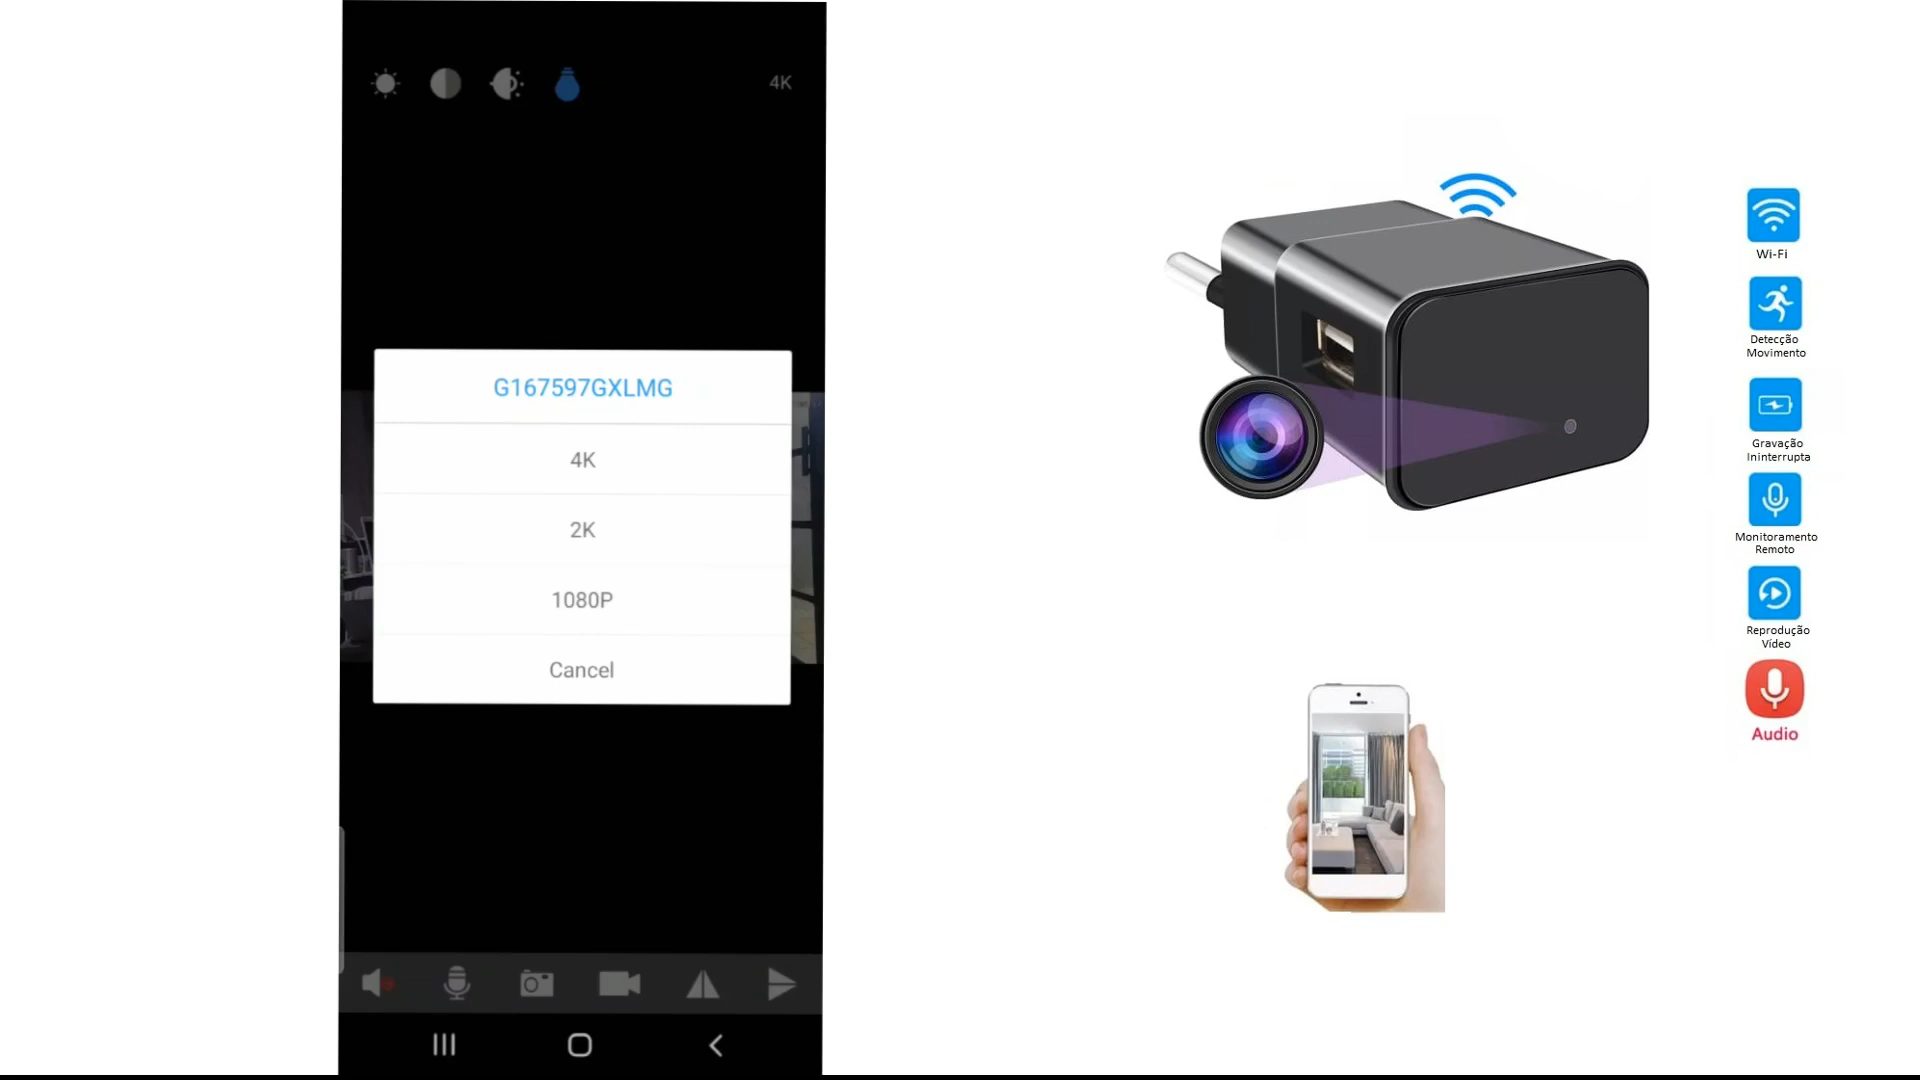 4K
G167597GXLMG
4K
2K
1080P
Cancel
Wi-Fi
Detecção
Movimento
Gravação
Ininterrupta
Monitoramento
Remoto
Reprodução
Vídeo
Audio